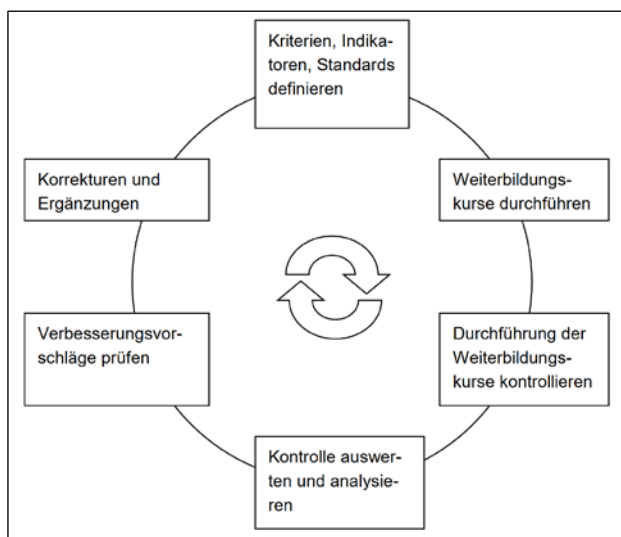 Kriterien, Indika-
toren, Standards
definieren
Weiterbildungs-
kurse durchführen
Durchführung der
Weiterbildungs-
kurse kontrollieren
Kontrolle auswer-
ten und analysie-
ren
Verbesserungsvor-
schläge prüfen
Korrekturen und
Ergänzungen